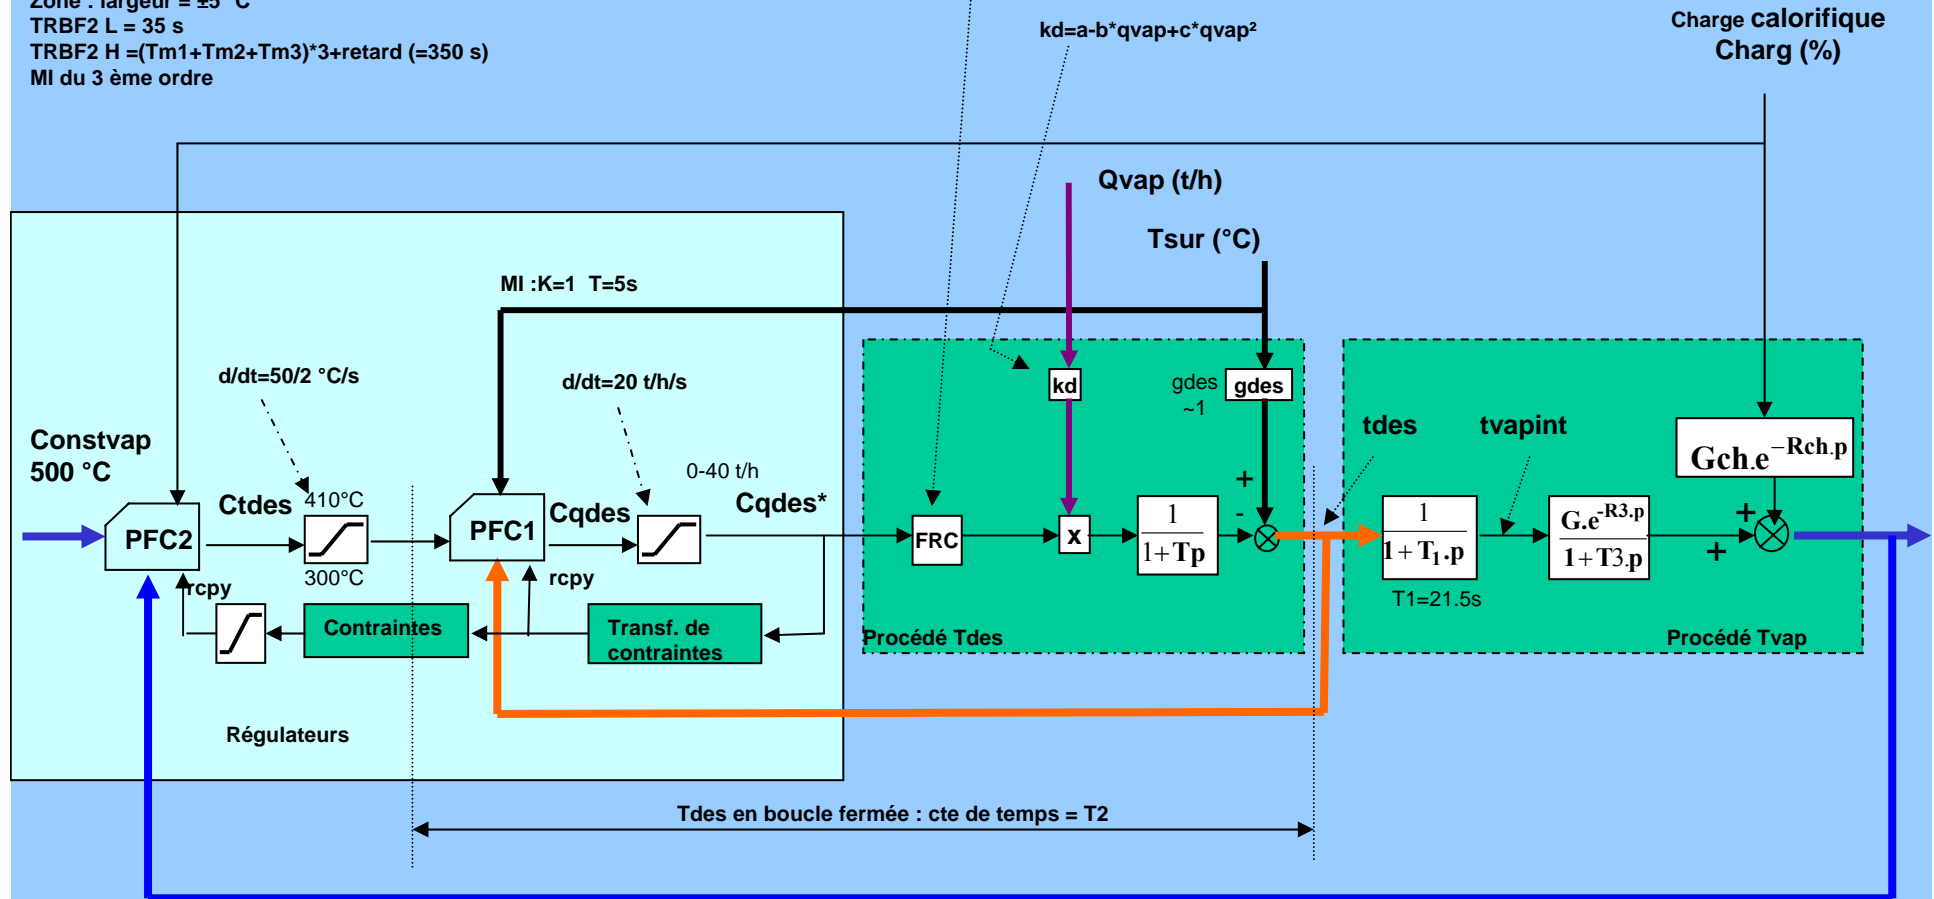 Zone : largeur = ±5 °C
TRBF2 L = 35 s
TRBF2 H =(Tm1+Tm2+Tm3)*3+retard (=350 s)
MI du 3 ème ordre
kd=a-b*qvap+c*qvap²
Charge calorifique
Charg (%)
Qvap (t/h)
Tsur (°C)
MI :K=1 T=5s
d/dt=50/2 °C/s
d/dt=20 t/h/s
kd
gdes
~1
gdes
Constvap
500 °C
tdes
tvapint
Gch.e^-Rch.p
0-40 t/h
Ctdes
410°C
Cqdes
Cqdes*
+
-
PFC2
PFC1
FRC
x
1
1+Tp
1
1+T₁.p
G.e^-R3.p
1+T3.p
+
+
300°C
rcpy
rcpy
T1=21.5s
Contraintes
Transf. de
contraintes
Procédé Tdes
Procédé Tvap
Régulateurs
Tdes en boucle fermée : cte de temps = T2